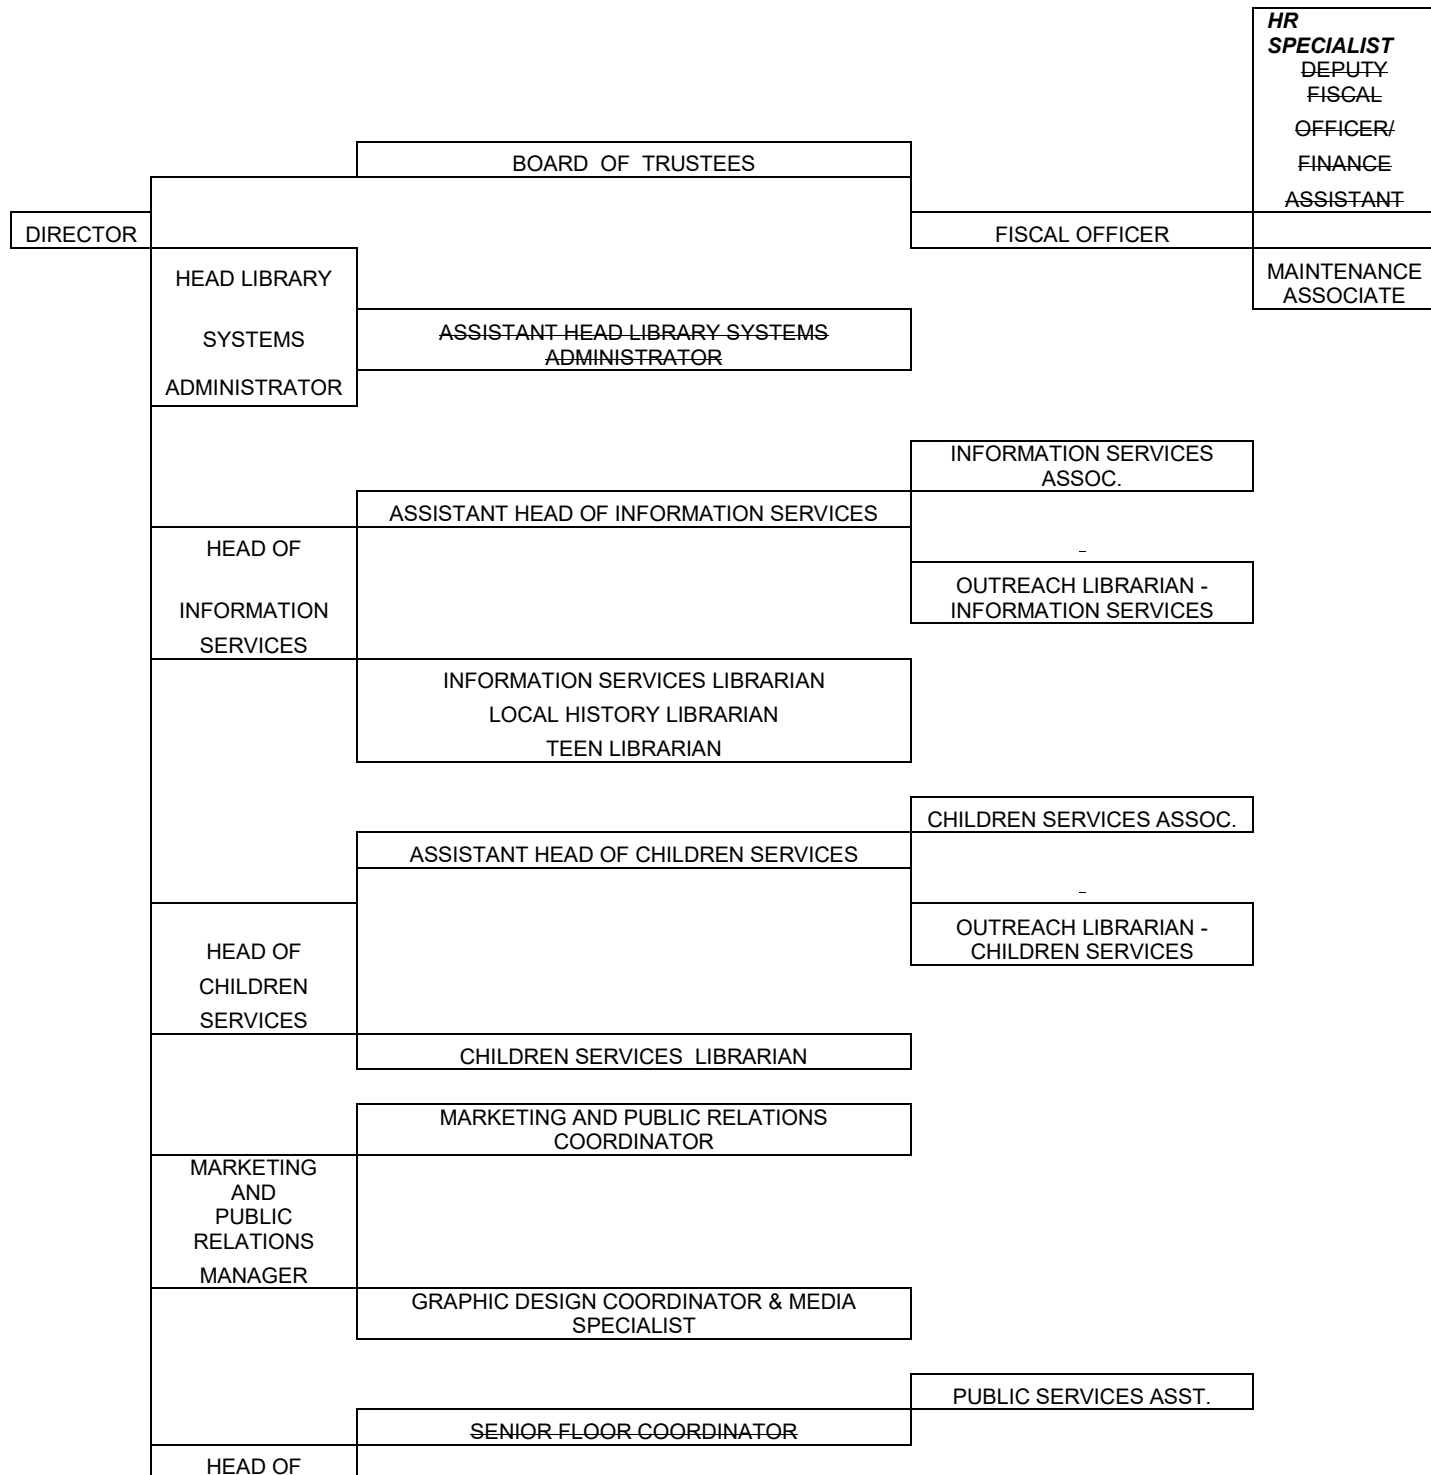 HR
SPECIALIST
DEPUTY
FISCAL
OFFICER/
FINANCE
ASSISTANT
BOARD OF TRUSTEES
DIRECTOR
FISCAL OFFICER
MAINTENANCE
ASSOCIATE
HEAD LIBRARY
SYSTEMS
ADMINISTRATOR
ASSISTANT HEAD LIBRARY SYSTEMS
ADMINISTRATOR
INFORMATION SERVICES
ASSOC.
ASSISTANT HEAD OF INFORMATION SERVICES
HEAD OF
INFORMATION
SERVICES
-
OUTREACH LIBRARIAN -
INFORMATION SERVICES
INFORMATION SERVICES LIBRARIAN
LOCAL HISTORY LIBRARIAN
TEEN LIBRARIAN
CHILDREN SERVICES ASSOC.
ASSISTANT HEAD OF CHILDREN SERVICES
-
OUTREACH LIBRARIAN -
CHILDREN SERVICES
HEAD OF
CHILDREN
SERVICES
CHILDREN SERVICES LIBRARIAN
MARKETING AND PUBLIC RELATIONS
COORDINATOR
MARKETING
AND
PUBLIC
RELATIONS
MANAGER
GRAPHIC DESIGN COORDINATOR & MEDIA
SPECIALIST
PUBLIC SERVICES ASST.
SENIOR FLOOR COORDINATOR
HEAD OF